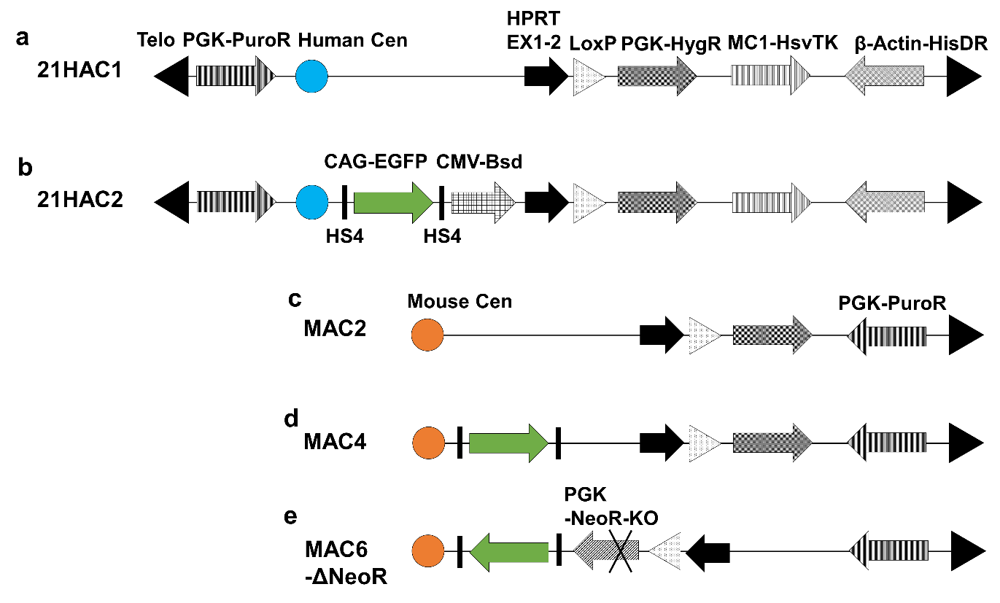 a
21HAC1
Telo PGK-PuroR Human Cen
HPRT
EX1-2 LoxP PGK-HygR MC1-HsvTK β-Actin-HisDR
b
21HAC2
CAG-EGFP CMV-Bsd
HS4 HS4
c
MAC2
Mouse Cen PGK-PuroR
d
MAC4
e
MAC6
-ΔNeoR
PGK
-NeoR-KO